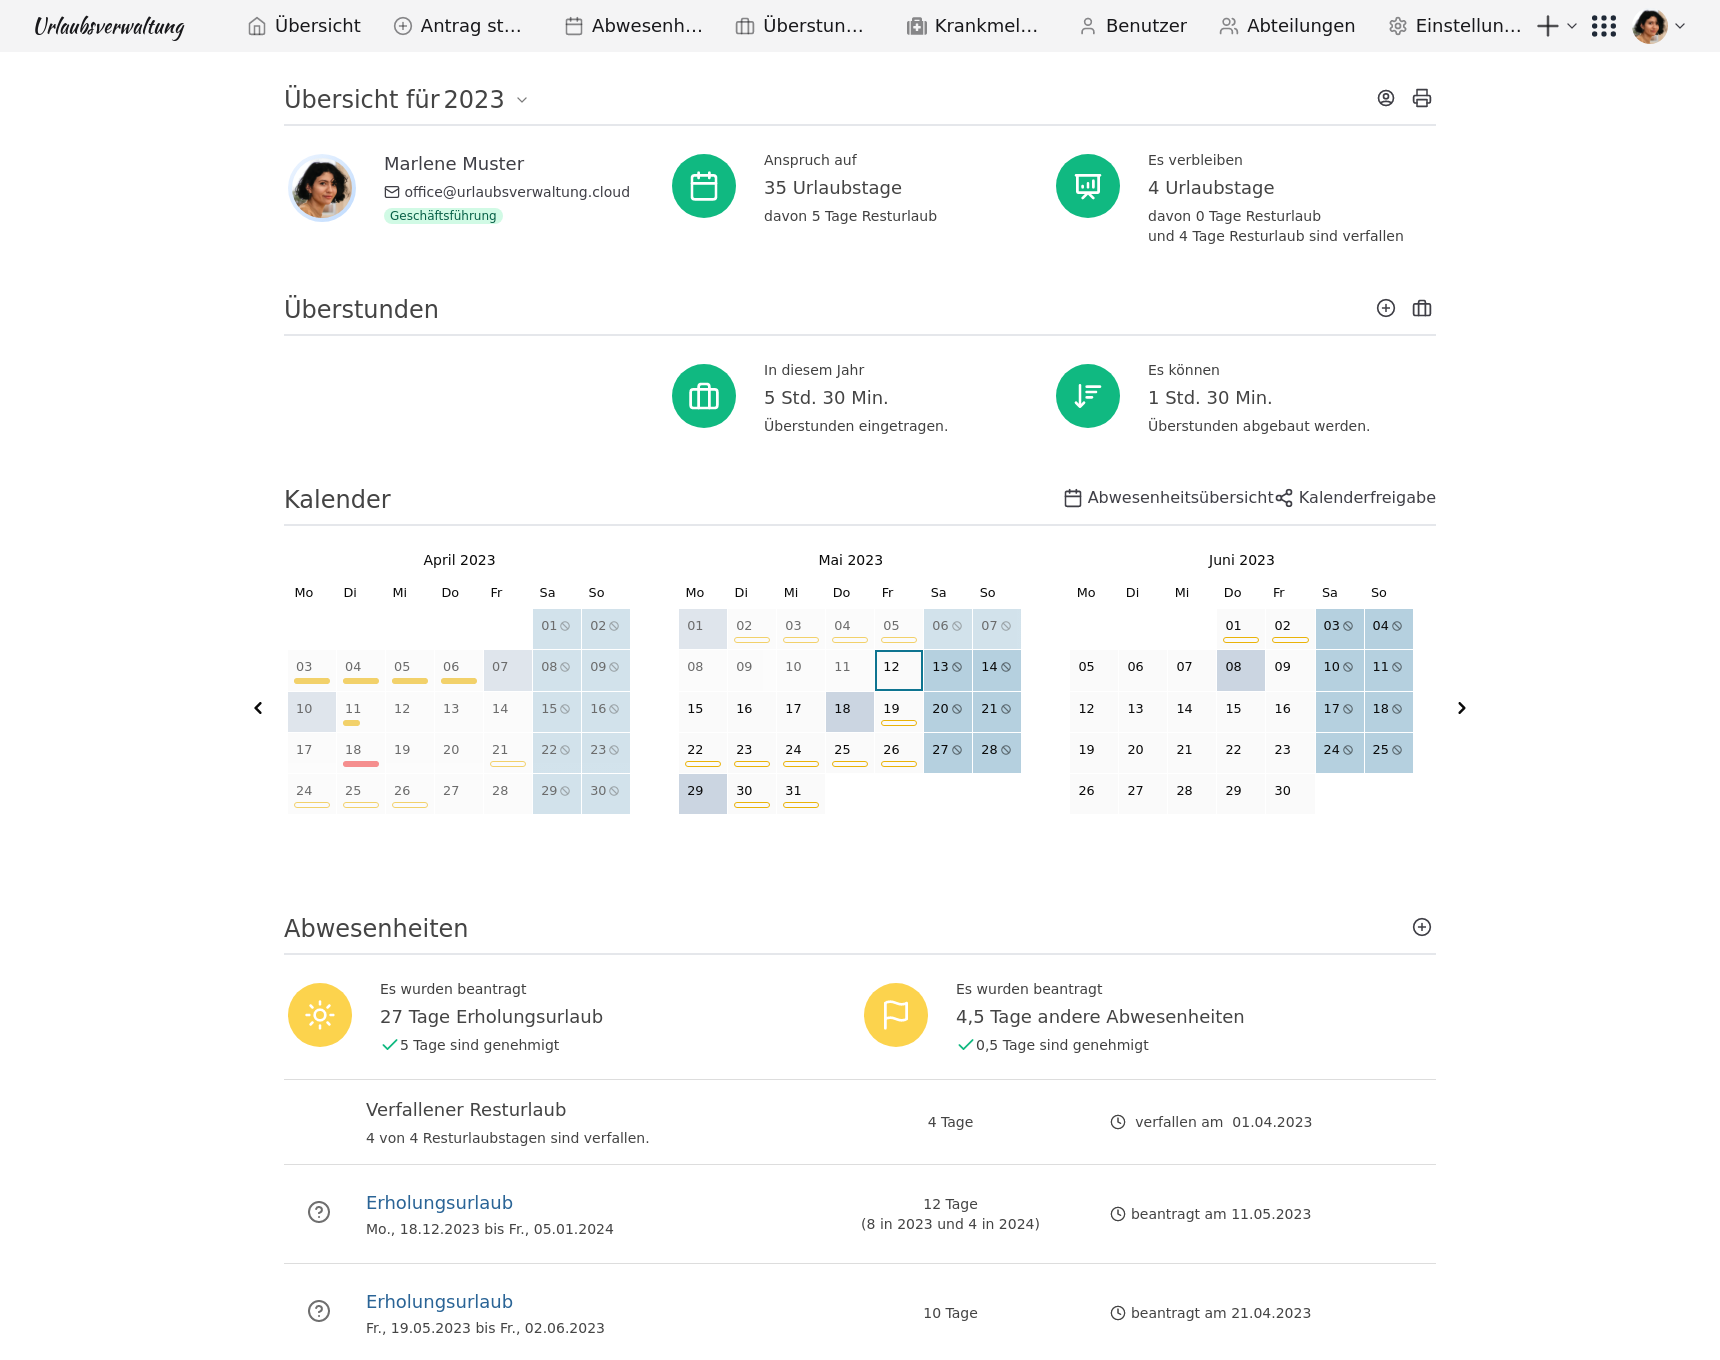 Urlaubsverwaltung Übersicht Antrag st… Abwesenh… Überstun… Krankmel… Benutzer Abteilungen Einstellun…
Übersicht für 2023
Marlene Muster
office@urlaubsverwaltung.cloud
Geschäftsführung
Anspruch auf
35 Urlaubstage
davon 5 Tage Resturlaub
Es verbleiben
4 Urlaubstage
davon 0 Tage Resturlaub
und 4 Tage Resturlaub sind verfallen
Überstunden
In diesem Jahr
5 Std. 30 Min.
Überstunden eingetragen.
Es können
1 Std. 30 Min.
Überstunden abgebaut werden.
Kalender Abwesenheitsübersicht Kalenderfreigabe
April 2023
Mo Di Mi Do Fr Sa So
01 02
03 04 05 06 07 08 09
10 11 12 13 14 15 16
17 18 19 20 21 22 23
24 25 26 27 28 29 30
Mai 2023
Mo Di Mi Do Fr Sa So
01 02 03 04 05 06 07
08 09 10 11 12 13 14
15 16 17 18 19 20 21
22 23 24 25 26 27 28
29 30 31
Juni 2023
Mo Di Mi Do Fr Sa So
01 02 03 04
05 06 07 08 09 10 11
12 13 14 15 16 17 18
19 20 21 22 23 24 25
26 27 28 29 30
Abwesenheiten
Es wurden beantragt
27 Tage Erholungsurlaub
5 Tage sind genehmigt
Es wurden beantragt
4,5 Tage andere Abwesenheiten
0,5 Tage sind genehmigt
Verfallener Resturlaub
4 von 4 Resturlaubstagen sind verfallen.
4 Tage
verfallen am 01.04.2023
Erholungsurlaub
Mo., 18.12.2023 bis Fr., 05.01.2024
12 Tage
(8 in 2023 und 4 in 2024)
beantragt am 11.05.2023
Erholungsurlaub
Fr., 19.05.2023 bis Fr., 02.06.2023
10 Tage
beantragt am 21.04.2023